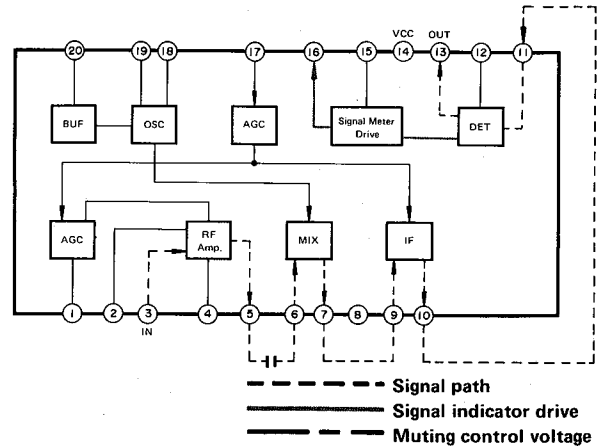 VCC OUT
20 19 18 17 16 15 14 13 12 11
BUF OSC AGC Signal Meter
Drive DET
AGC RF
Amp. MIX IF
1 2 3 4 5 6 7 8 9 10
IN
Signal path
Signal indicator drive
Muting control voltage